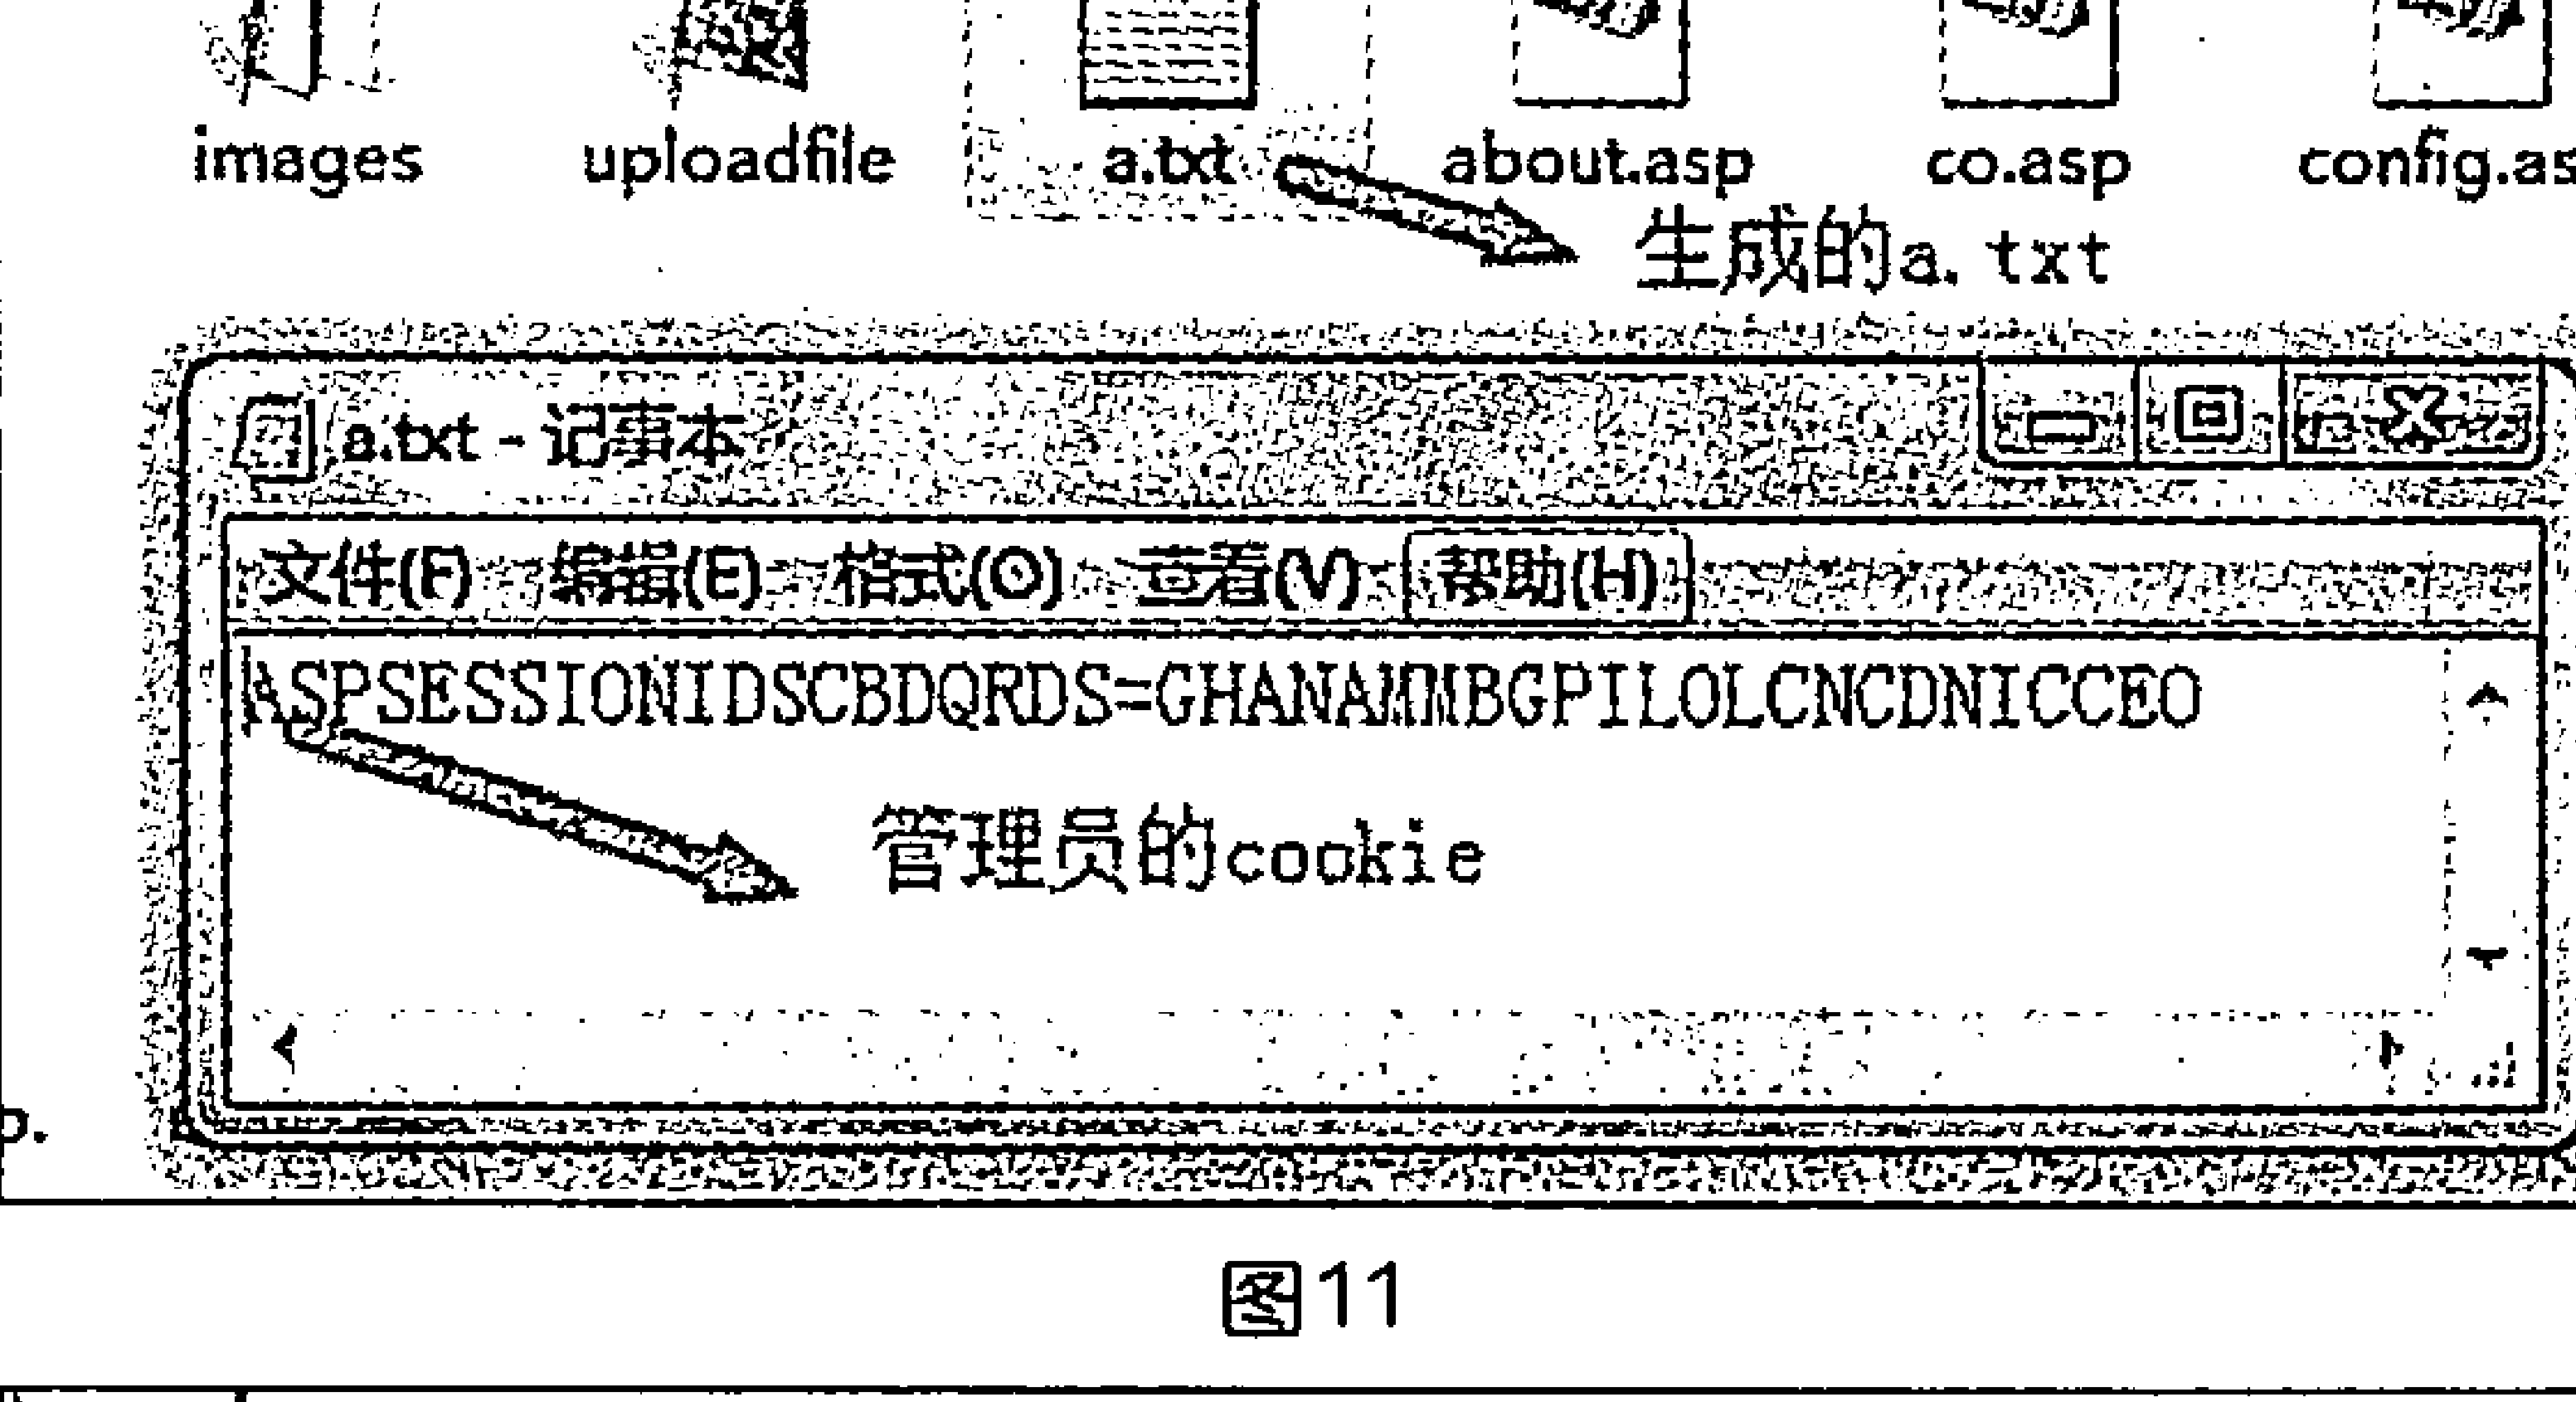 images uploadfile a.txt about.asp co.asp config.as
生成的a. txt
a.txt - 记事本
文件(F) 编辑(E) 格式(O) 查看(V) 帮助(H)
ASPSESSIONIDSCBDQRDS=GHANAMMBGPILOLCNCDNICCEO
管理员的cookie
p.
图11